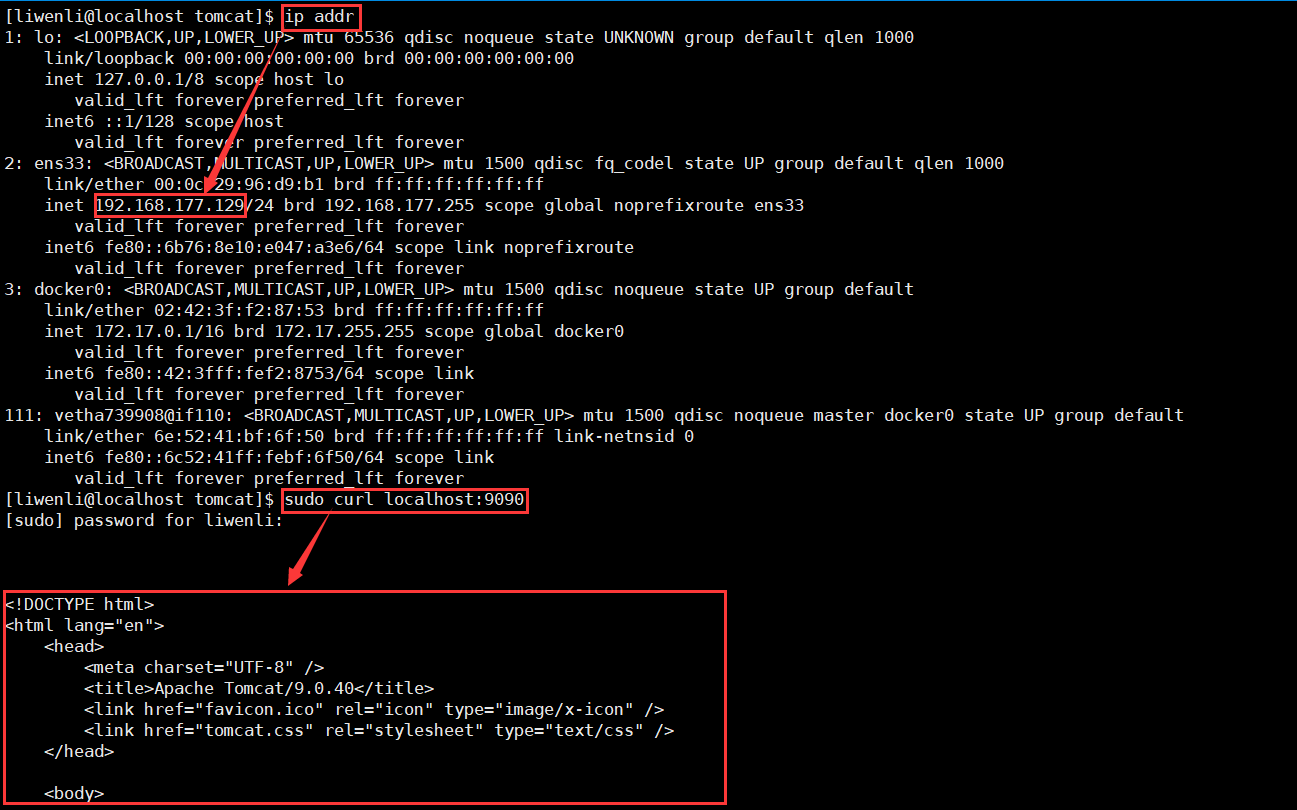 [liwenli@localhost tomcat]$ ip addr
1: lo: <LOOPBACK,UP,LOWER_UP> mtu 65536 qdisc noqueue state UNKNOWN group default qlen 1000
    link/loopback 00:00:00:00:00:00 brd 00:00:00:00:00:00
    inet 127.0.0.1/8 scope host lo
       valid_lft forever preferred_lft forever
    inet6 ::1/128 scope host
       valid_lft forever preferred_lft forever
2: ens33: <BROADCAST,MULTICAST,UP,LOWER_UP> mtu 1500 qdisc fq_codel state UP group default qlen 1000
    link/ether 00:0c:29:96:d9:b1 brd ff:ff:ff:ff:ff:ff
    inet 192.168.177.129/24 brd 192.168.177.255 scope global noprefixroute ens33
       valid_lft forever preferred_lft forever
    inet6 fe80::6b76:8e10:e047:a3e6/64 scope link noprefixroute
       valid_lft forever preferred_lft forever
3: docker0: <BROADCAST,MULTICAST,UP,LOWER_UP> mtu 1500 qdisc noqueue state UP group default
    link/ether 02:42:3f:f2:87:53 brd ff:ff:ff:ff:ff:ff
    inet 172.17.0.1/16 brd 172.17.255.255 scope global docker0
       valid_lft forever preferred_lft forever
    inet6 fe80::42:3fff:fef2:8753/64 scope link
       valid_lft forever preferred_lft forever
111: vetha739908@if110: <BROADCAST,MULTICAST,UP,LOWER_UP> mtu 1500 qdisc noqueue master docker0 state UP group default
    link/ether 6e:52:41:bf:6f:50 brd ff:ff:ff:ff:ff:ff link-netnsid 0
    inet6 fe80::6c52:41ff:febf:6f50/64 scope link
       valid_lft forever preferred_lft forever
[liwenli@localhost tomcat]$ sudo curl localhost:9090
[sudo] password for liwenli:
<!DOCTYPE html>
<html lang="en">
    <head>
        <meta charset="UTF-8" />
        <title>Apache Tomcat/9.0.40</title>
        <link href="favicon.ico" rel="icon" type="image/x-icon" />
        <link href="tomcat.css" rel="stylesheet" type="text/css" />
    </head>
    <body>